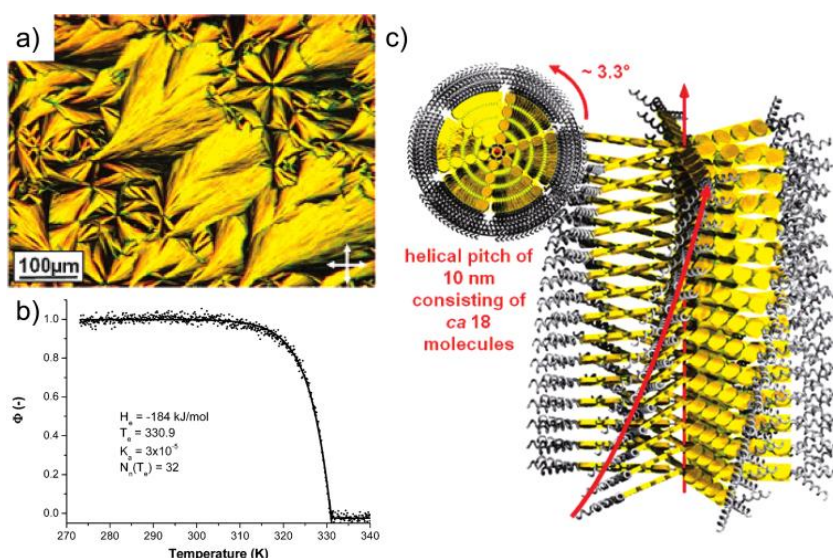 a)
100µm
b)
1.0
0.8
0.6
0.4
0.2
0.0
Φ (-)
Hₑ = -184 kJ/mol
Tₑ = 330.9
Kₐ = 3x10⁻⁵
Nₙ(Tₑ) = 32
270 280 290 300 310 320 330 340
Temperature (K)
c)
~ 3.3°
helical pitch of
10 nm
consisting of
ca 18
molecules